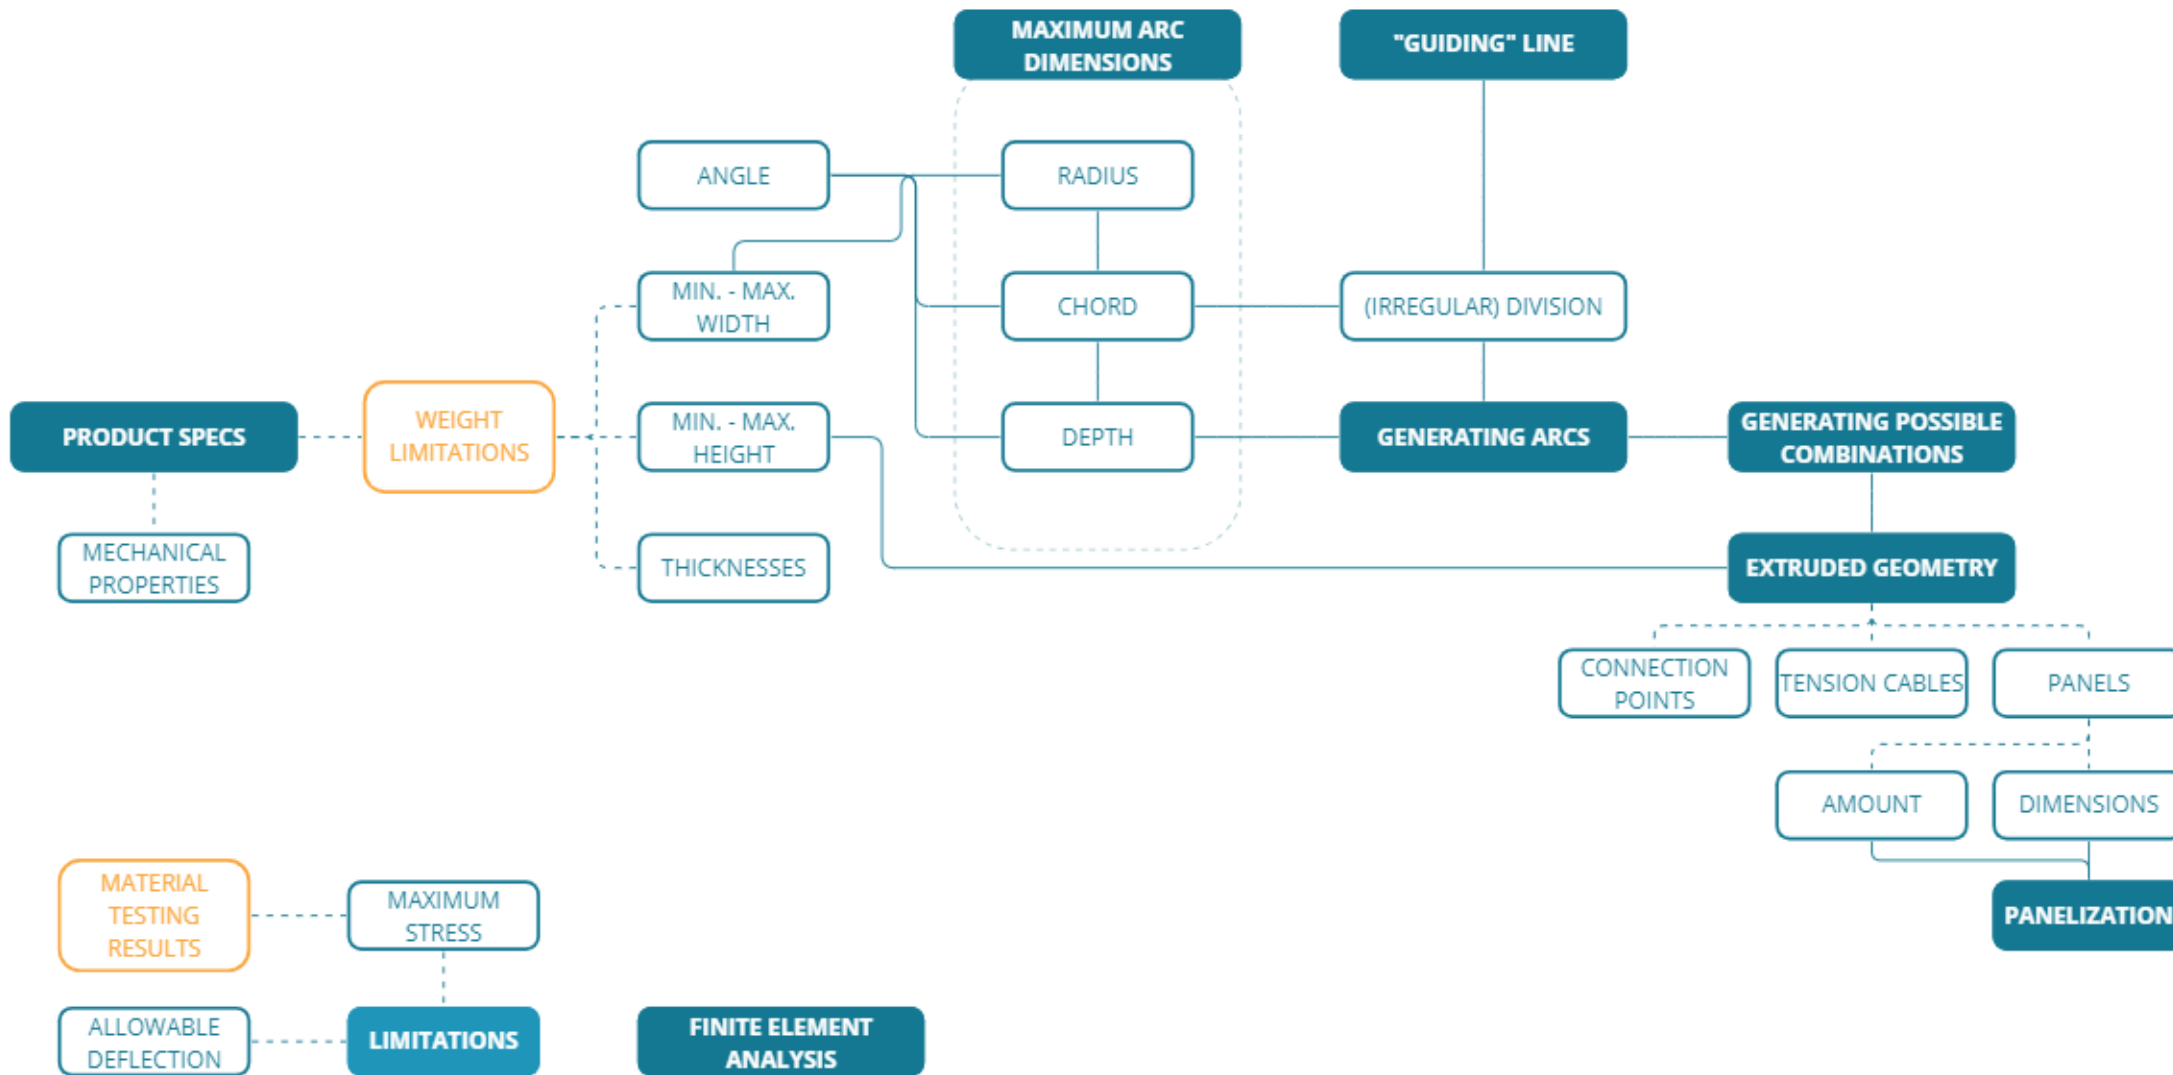 MAXIMUM ARC
DIMENSIONS
"GUIDING" LINE
ANGLE
RADIUS
MIN. - MAX.
WIDTH
CHORD
(IRREGULAR) DIVISION
PRODUCT SPECS
WEIGHT
LIMITATIONS
MIN. - MAX.
HEIGHT
DEPTH
GENERATING ARCS
GENERATING POSSIBLE
COMBINATIONS
MECHANICAL
PROPERTIES
THICKNESSES
EXTRUDED GEOMETRY
CONNECTION
POINTS
TENSION CABLES
PANELS
AMOUNT
DIMENSIONS
MATERIAL
TESTING
RESULTS
MAXIMUM
STRESS
PANELIZATION
ALLOWABLE
DEFLECTION
LIMITATIONS
FINITE ELEMENT
ANALYSIS